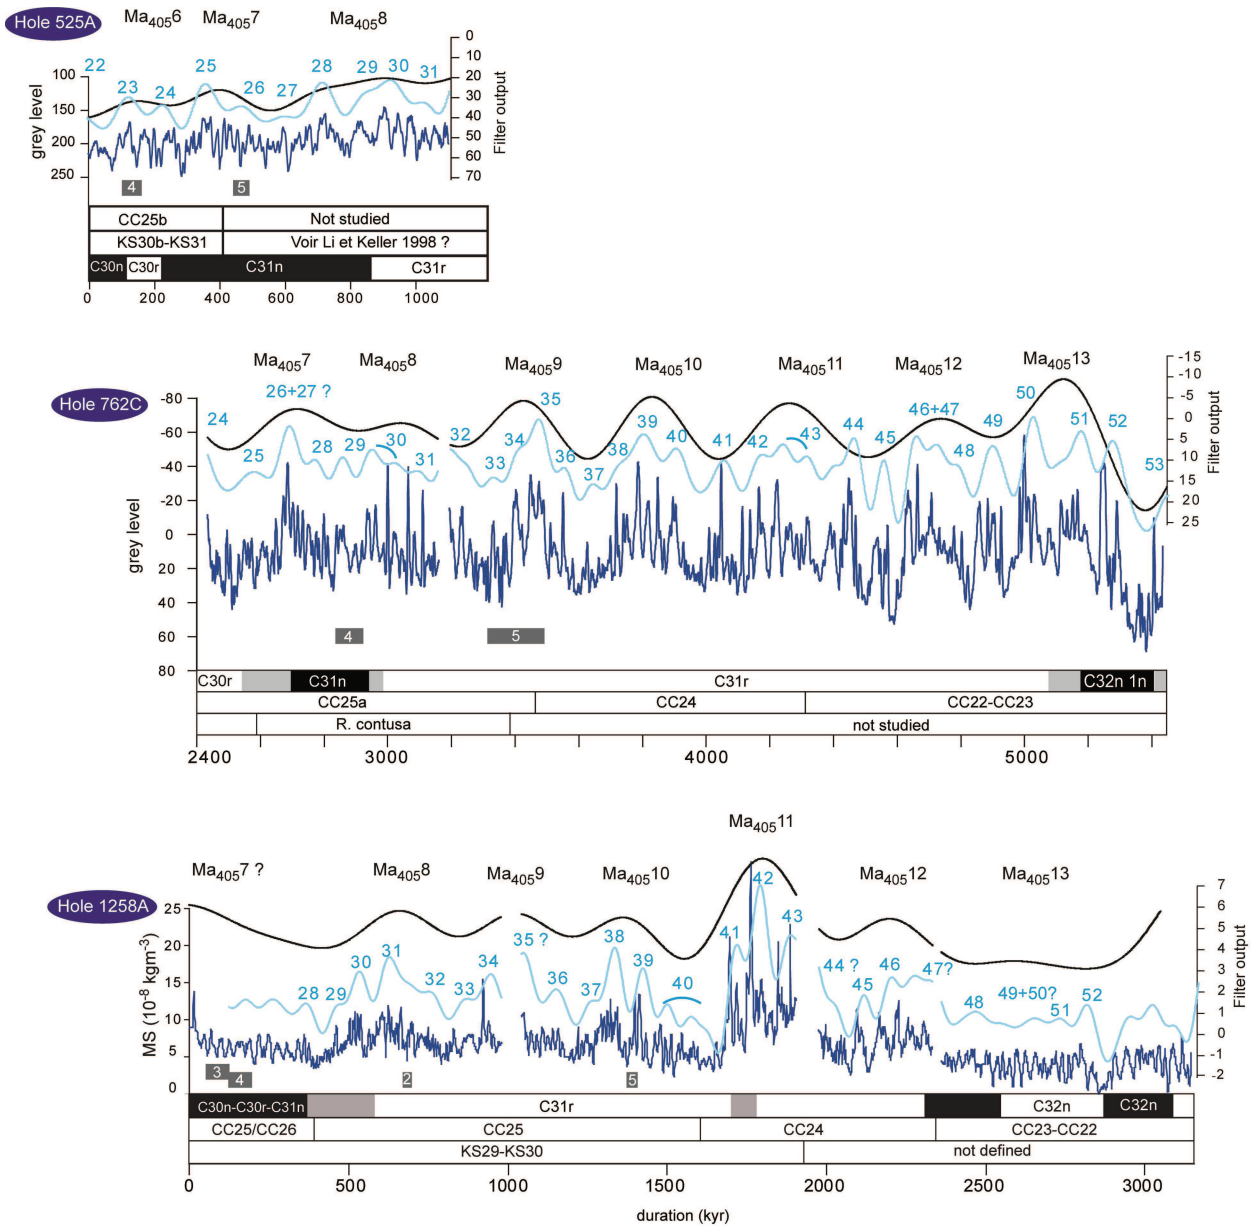 Hole 525A
Ma4056 Ma4057 Ma4058
0
10
20
30
40
50
60
70
Filter output
100
150
200
250
grey level
22 23 24 25 26 27 28 29 30 31
4 5
CC25b Not studied
KS30b-KS31 Voir Li et Keller 1998 ?
C30n C30r C31n C31r
0 200 400 600 800 1000
Hole 762C
Ma4057 Ma4058 Ma4059 Ma40510 Ma40511 Ma40512 Ma40513
-15
-10
-5
0
5
10
15
20
25
Filter output
-80
-60
-40
-20
0
20
40
60
80
grey level
24 25 26+27 ? 28 29 30 31 32 33 34 35 36 37 38 39 40 41 42 43 44 45 46+47 48 49 50 51 52 53
4 5
C30r C31n C31r C32n 1n
CC25a CC24 CC22-CC23
R. contusa not studied
2400 3000 4000 5000
Hole 1258A
Ma4057 ? Ma4058 Ma4059 Ma40510 Ma40511 Ma40512 Ma40513
7
6
5
4
3
2
1
0
-1
-2
Filter output
25
20
15
10
5
0
MS (10-8 kgm-3)
28 29 30 31 32 33 34 35 ? 36 37 38 39 40 41 42 43 44 ? 45 46 47? 48 49+50? 51 52
3 4 2 5
C30n-C30r-C31n C31r C32n C32n
CC25/CC26 CC25 CC24 CC23-CC22
KS29-KS30 not defined
0 500 1000 1500 2000 2500 3000
duration (kyr)